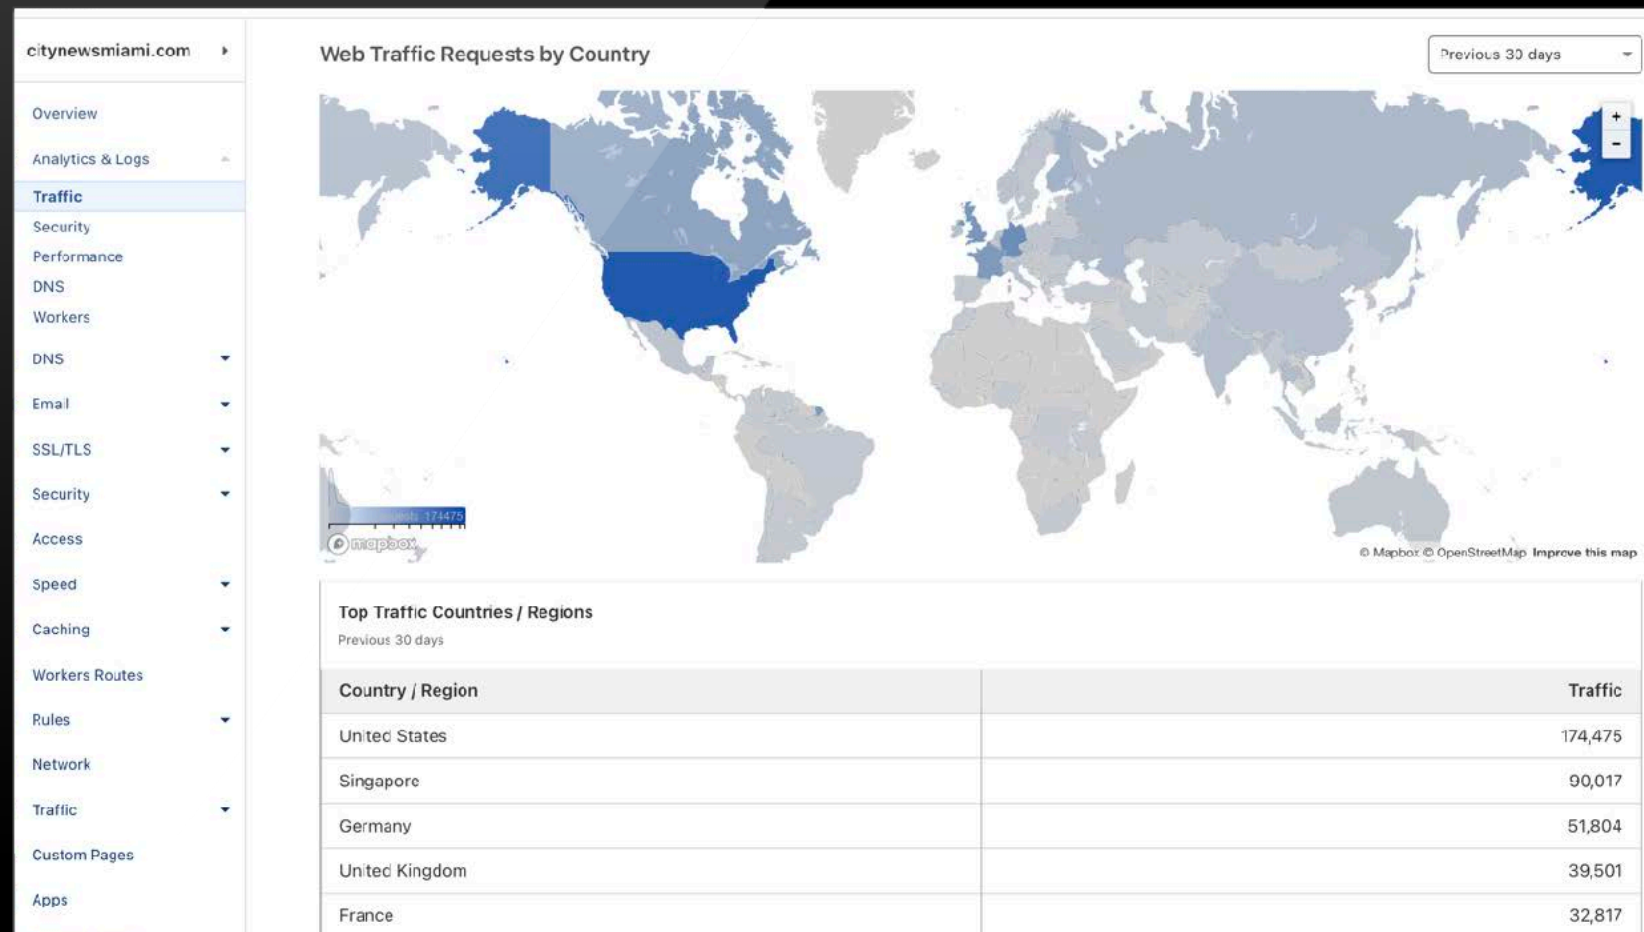 citynewsmiami.com
Overview
Analytics & Logs
Traffic
Security
Performance
DNS
Workers
DNS
Email
SSL/TLS
Security
Access
Speed
Caching
Workers Routes
Rules
Network
Traffic
Custom Pages
Apps
Web Traffic Requests by Country
Previous 30 days
+
-
174475
mapbox
© Mapbox © OpenStreetMap Improve this map
Top Traffic Countries / Regions
Previous 30 days
Country / Region Traffic
United States 174,475
Singapore 90,017
Germany 51,804
United Kingdom 39,501
France 32,817